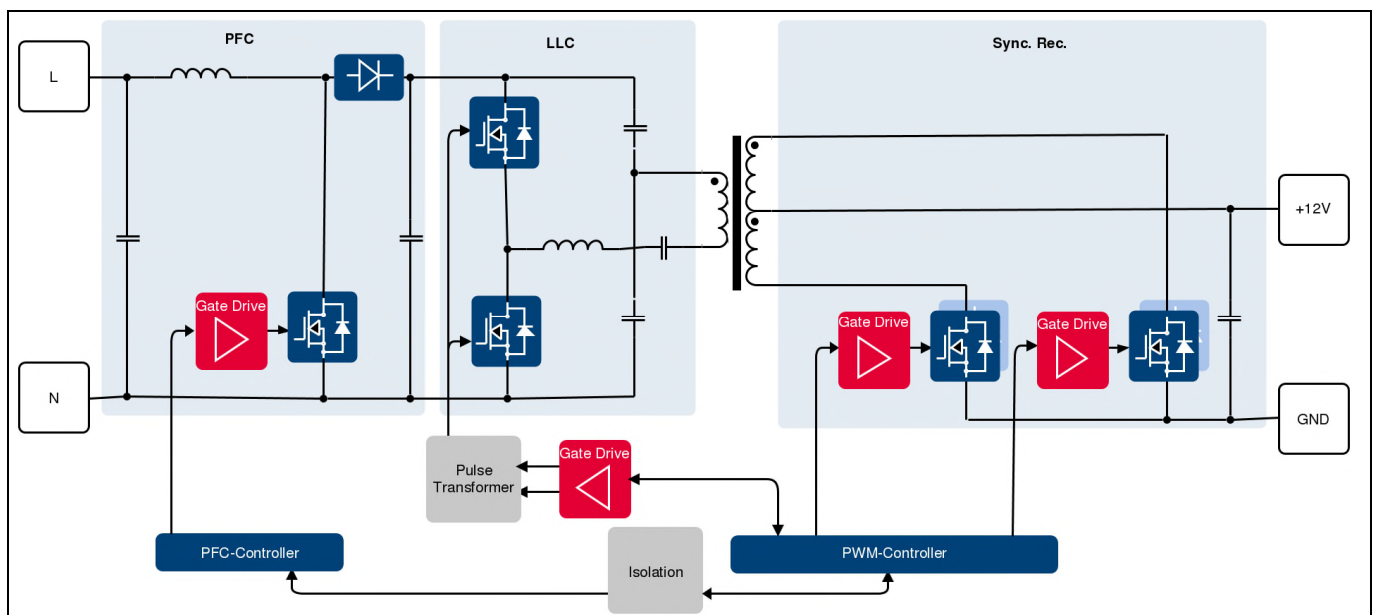 PFC
LLC
Sync. Rec.
L
+12V
Gate Drive
Gate Drive
Gate Drive
N
GND
Pulse
Transformer
Gate Drive
PFC-Controller
Isolation
PWM-Controller